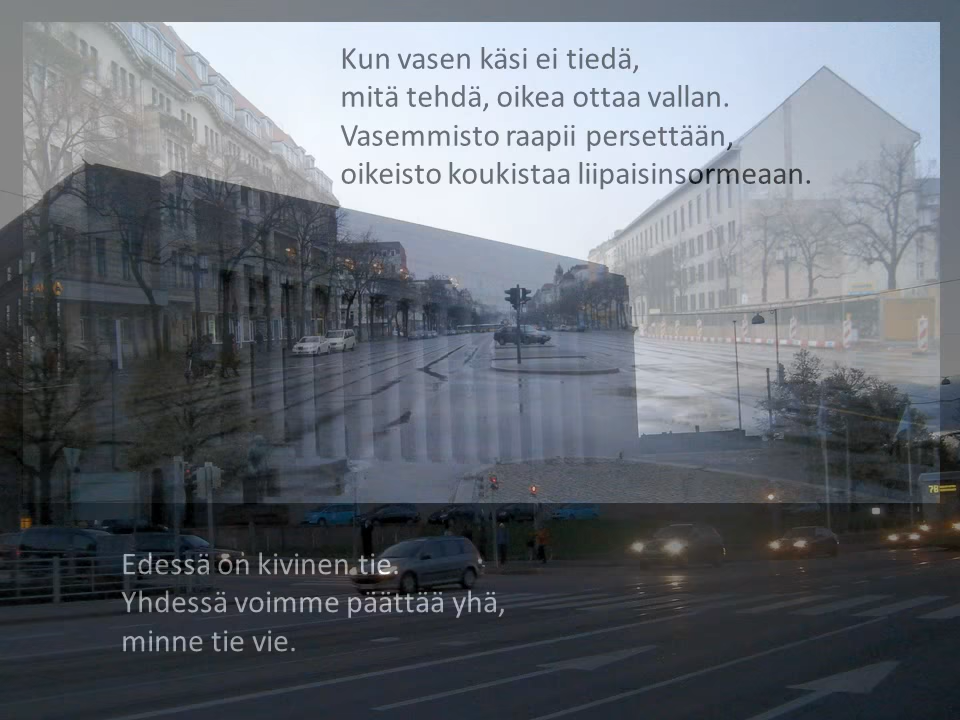 Kun vasen käsi ei tiedä,
mitä tehdä, oikea ottaa vallan.
Vasemmisto raapii persettään,
oikeisto koukistaa liipaisinsormeaan.
78
Edessä on kivinen tie.
Yhdessä voimme päättää yhä,
minne tie vie.